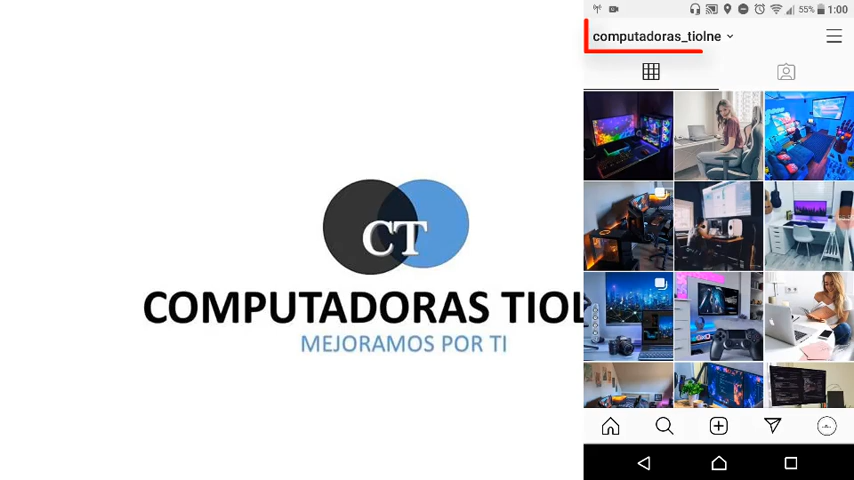 CT
COMPUTADORAS TIOL
MEJORAMOS POR TI
55% 1:00
computadoras_tiolne